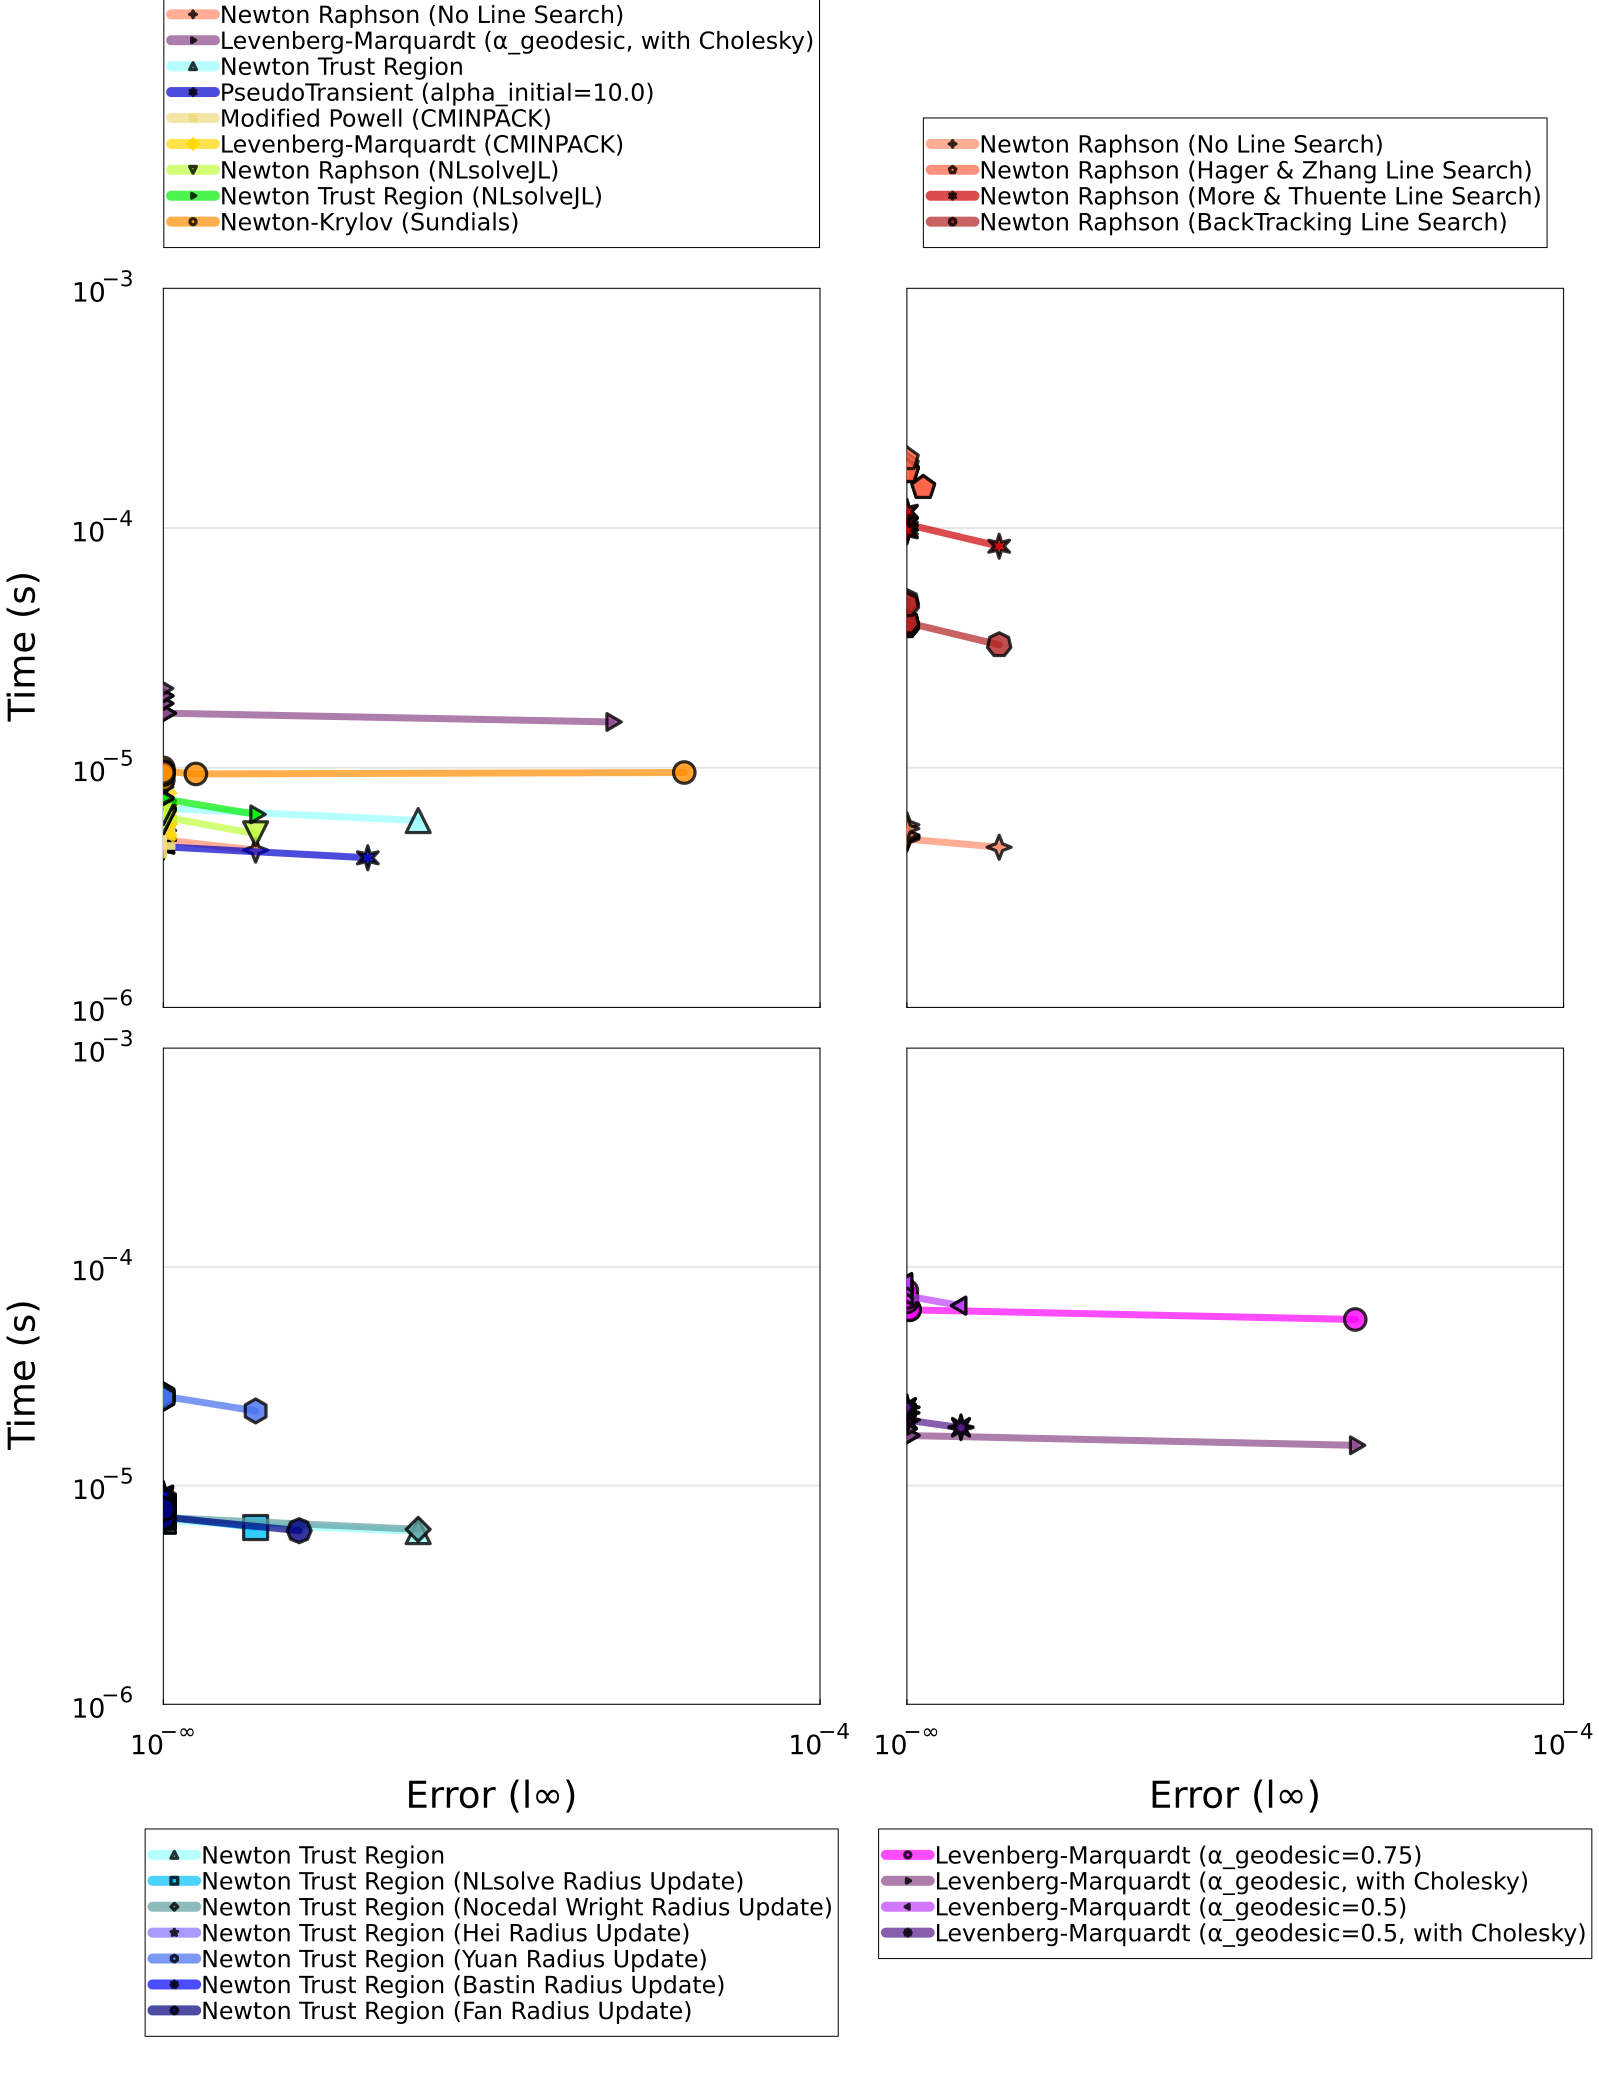 Newton Raphson (No Line Search)
Levenberg-Marquardt (α_geodesic, with Cholesky)
Newton Trust Region
PseudoTransient (alpha_initial=10.0)
Modified Powell (CMINPACK)
Levenberg-Marquardt (CMINPACK)
Newton Raphson (NLsolveJL)
Newton Trust Region (NLsolveJL)
Newton-Krylov (Sundials)
Newton Raphson (No Line Search)
Newton Raphson (Hager & Zhang Line Search)
Newton Raphson (More & Thuente Line Search)
Newton Raphson (BackTracking Line Search)
10⁻³
10⁻⁴
10⁻⁵
10⁻⁶
Time (s)
10⁻³
10⁻⁴
10⁻⁵
10⁻⁶
Time (s)
10^−∞
10⁻⁴
Error (l∞)
10^−∞
10⁻⁴
Error (l∞)
Newton Trust Region
Newton Trust Region (NLsolve Radius Update)
Newton Trust Region (Nocedal Wright Radius Update)
Newton Trust Region (Hei Radius Update)
Newton Trust Region (Yuan Radius Update)
Newton Trust Region (Bastin Radius Update)
Newton Trust Region (Fan Radius Update)
Levenberg-Marquardt (α_geodesic=0.75)
Levenberg-Marquardt (α_geodesic, with Cholesky)
Levenberg-Marquardt (α_geodesic=0.5)
Levenberg-Marquardt (α_geodesic=0.5, with Cholesky)